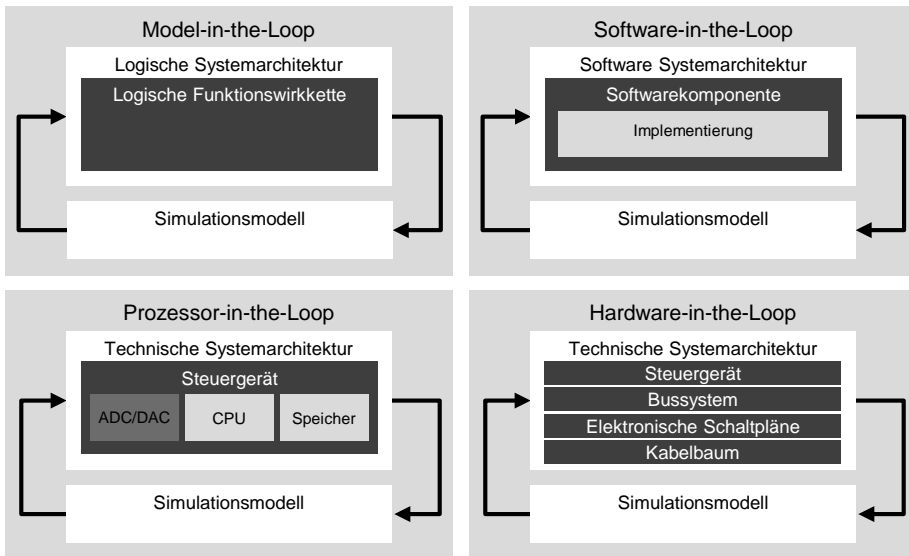 Model-in-the-Loop
Logische Systemarchitektur
Logische Funktionswirkkette
Simulationsmodell
Software-in-the-Loop
Software Systemarchitektur
Softwarekomponente
Implementierung
Simulationsmodell
Prozessor-in-the-Loop
Technische Systemarchitektur
Steuergerät
ADC/DAC CPU Speicher
Simulationsmodell
Hardware-in-the-Loop
Technische Systemarchitektur
Steuergerät
Bussystem
Elektronische Schaltpläne
Kabelbaum
Simulationsmodell